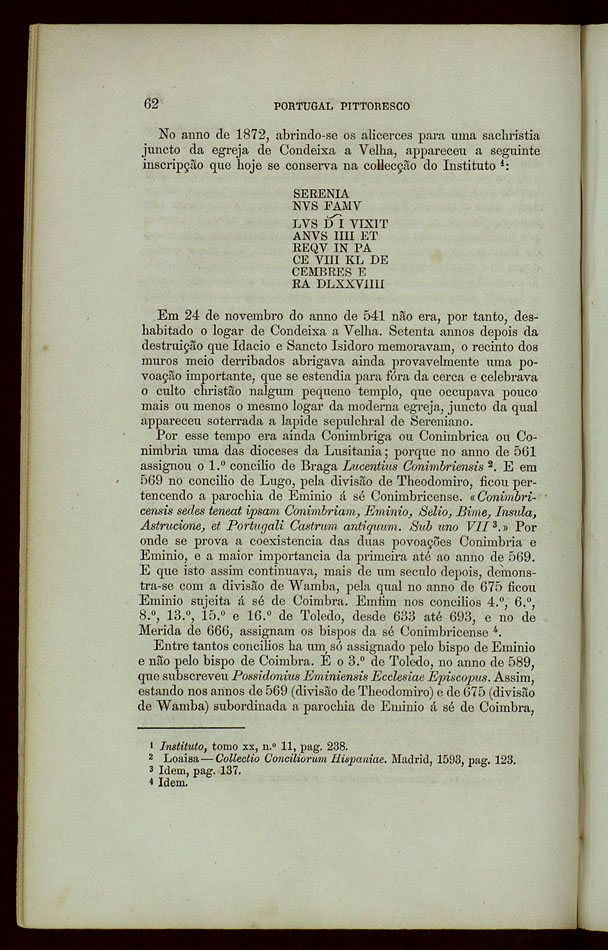 62
PORTUGAL PITTORESCO
No anno de 1872, abrindo-se os alicerces para uma sachristia
juncto da egreja de Condeixa a Velha, appareceu a seguinte
inscripção que hoje se conserva na collecção do Instituto ¹:
SERENIA
NVS FAMV
LVS D I VIXIT
ANVS IIII ET
REQV IN PA
CE VIII KL DE
CEMBRES E
RA DLXXVIIII
Em 24 de novembro do anno de 541 não era, por tanto, des-
habitado o logar de Condeixa a Velha. Setenta annos depois da
destruição que Idacio e Sancto Isidoro memoravam, o recinto dos
muros meio derribados abrigava ainda provavelmente uma po-
voação importante, que se estendia para fóra da cerca e celebrava
o culto christão nalgum pequeno templo, que occupava pouco
mais ou menos o mesmo logar da moderna egreja, juncto da qual
appareceu soterrada a lapide sepulchral de Sereniano.
Por esse tempo era ainda Conimbriga ou Conimbrica ou Co-
nimbria uma das dioceses da Lusitania; porque no anno de 561
assignou o 1.º concilio de Braga Lucentius Conimbriensis ². E em
569 no concilio de Lugo, pela divisão de Theodomiro, ficou per-
tencendo a parochia de Eminio á sé Conimbricense. «Conimbri-
censis sedes teneat ipsam Conimbriam, Eminio, Selio, Bime, Insula,
Astrucione, et Portugali Castrum antiquum. Sub uno VII ³.» Por
onde se prova a coexistencia das duas povoações Conimbria e
Eminio, e a maior importancia da primeira até ao anno de 569.
E que isto assim continuava, mais de um seculo depois, demons-
tra-se com a divisão de Wamba, pela qual no anno de 675 ficou
Eminio sujeita á sé de Coimbra. Emfim nos concilios 4.º, 6.º,
8.º, 13.º, 15.º e 16.º de Toledo, desde 633 até 693, e no de
Merida de 666, assignam os bispos da sé Conimbricense ⁴.
Entre tantos concilios ha um só assignado pelo bispo de Eminio
e não pelo bispo de Coimbra. É o 3.º de Toledo, no anno de 589,
que subscreveu Possidonius Eminiensis Ecclesiae Episcopus. Assim,
estando nos annos de 569 (divisão de Theodomiro) e de 675 (divisão
de Wamba) subordinada a parochia de Eminio á sé de Coimbra,
¹ Instituto, tomo XX, n.º 11, pag. 238.
² Loaisa — Collectio Conciliorum Hispaniae. Madrid, 1593, pag. 123.
³ Idem, pag. 137.
⁴ Idem.